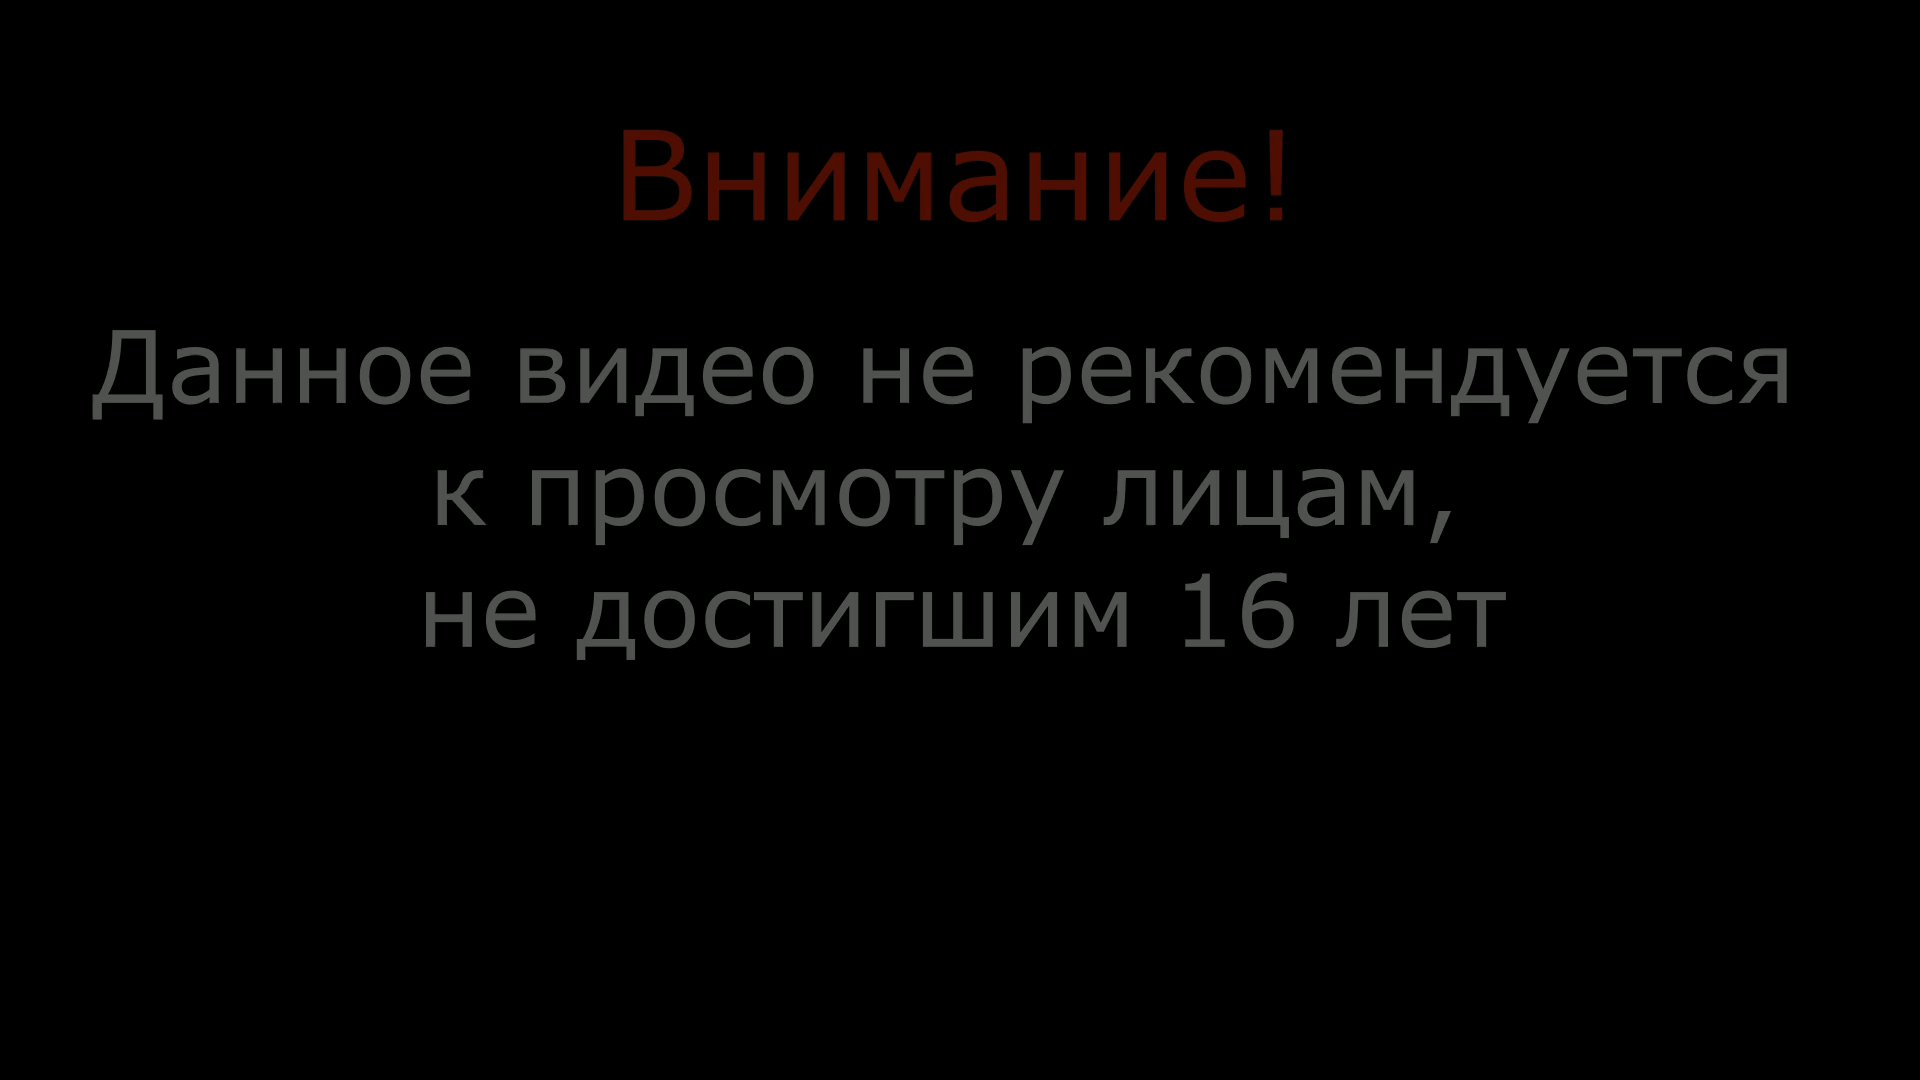 Внимание!
Данное видео не рекомендуется
к просмотру лицам,
не достигшим 16 лет